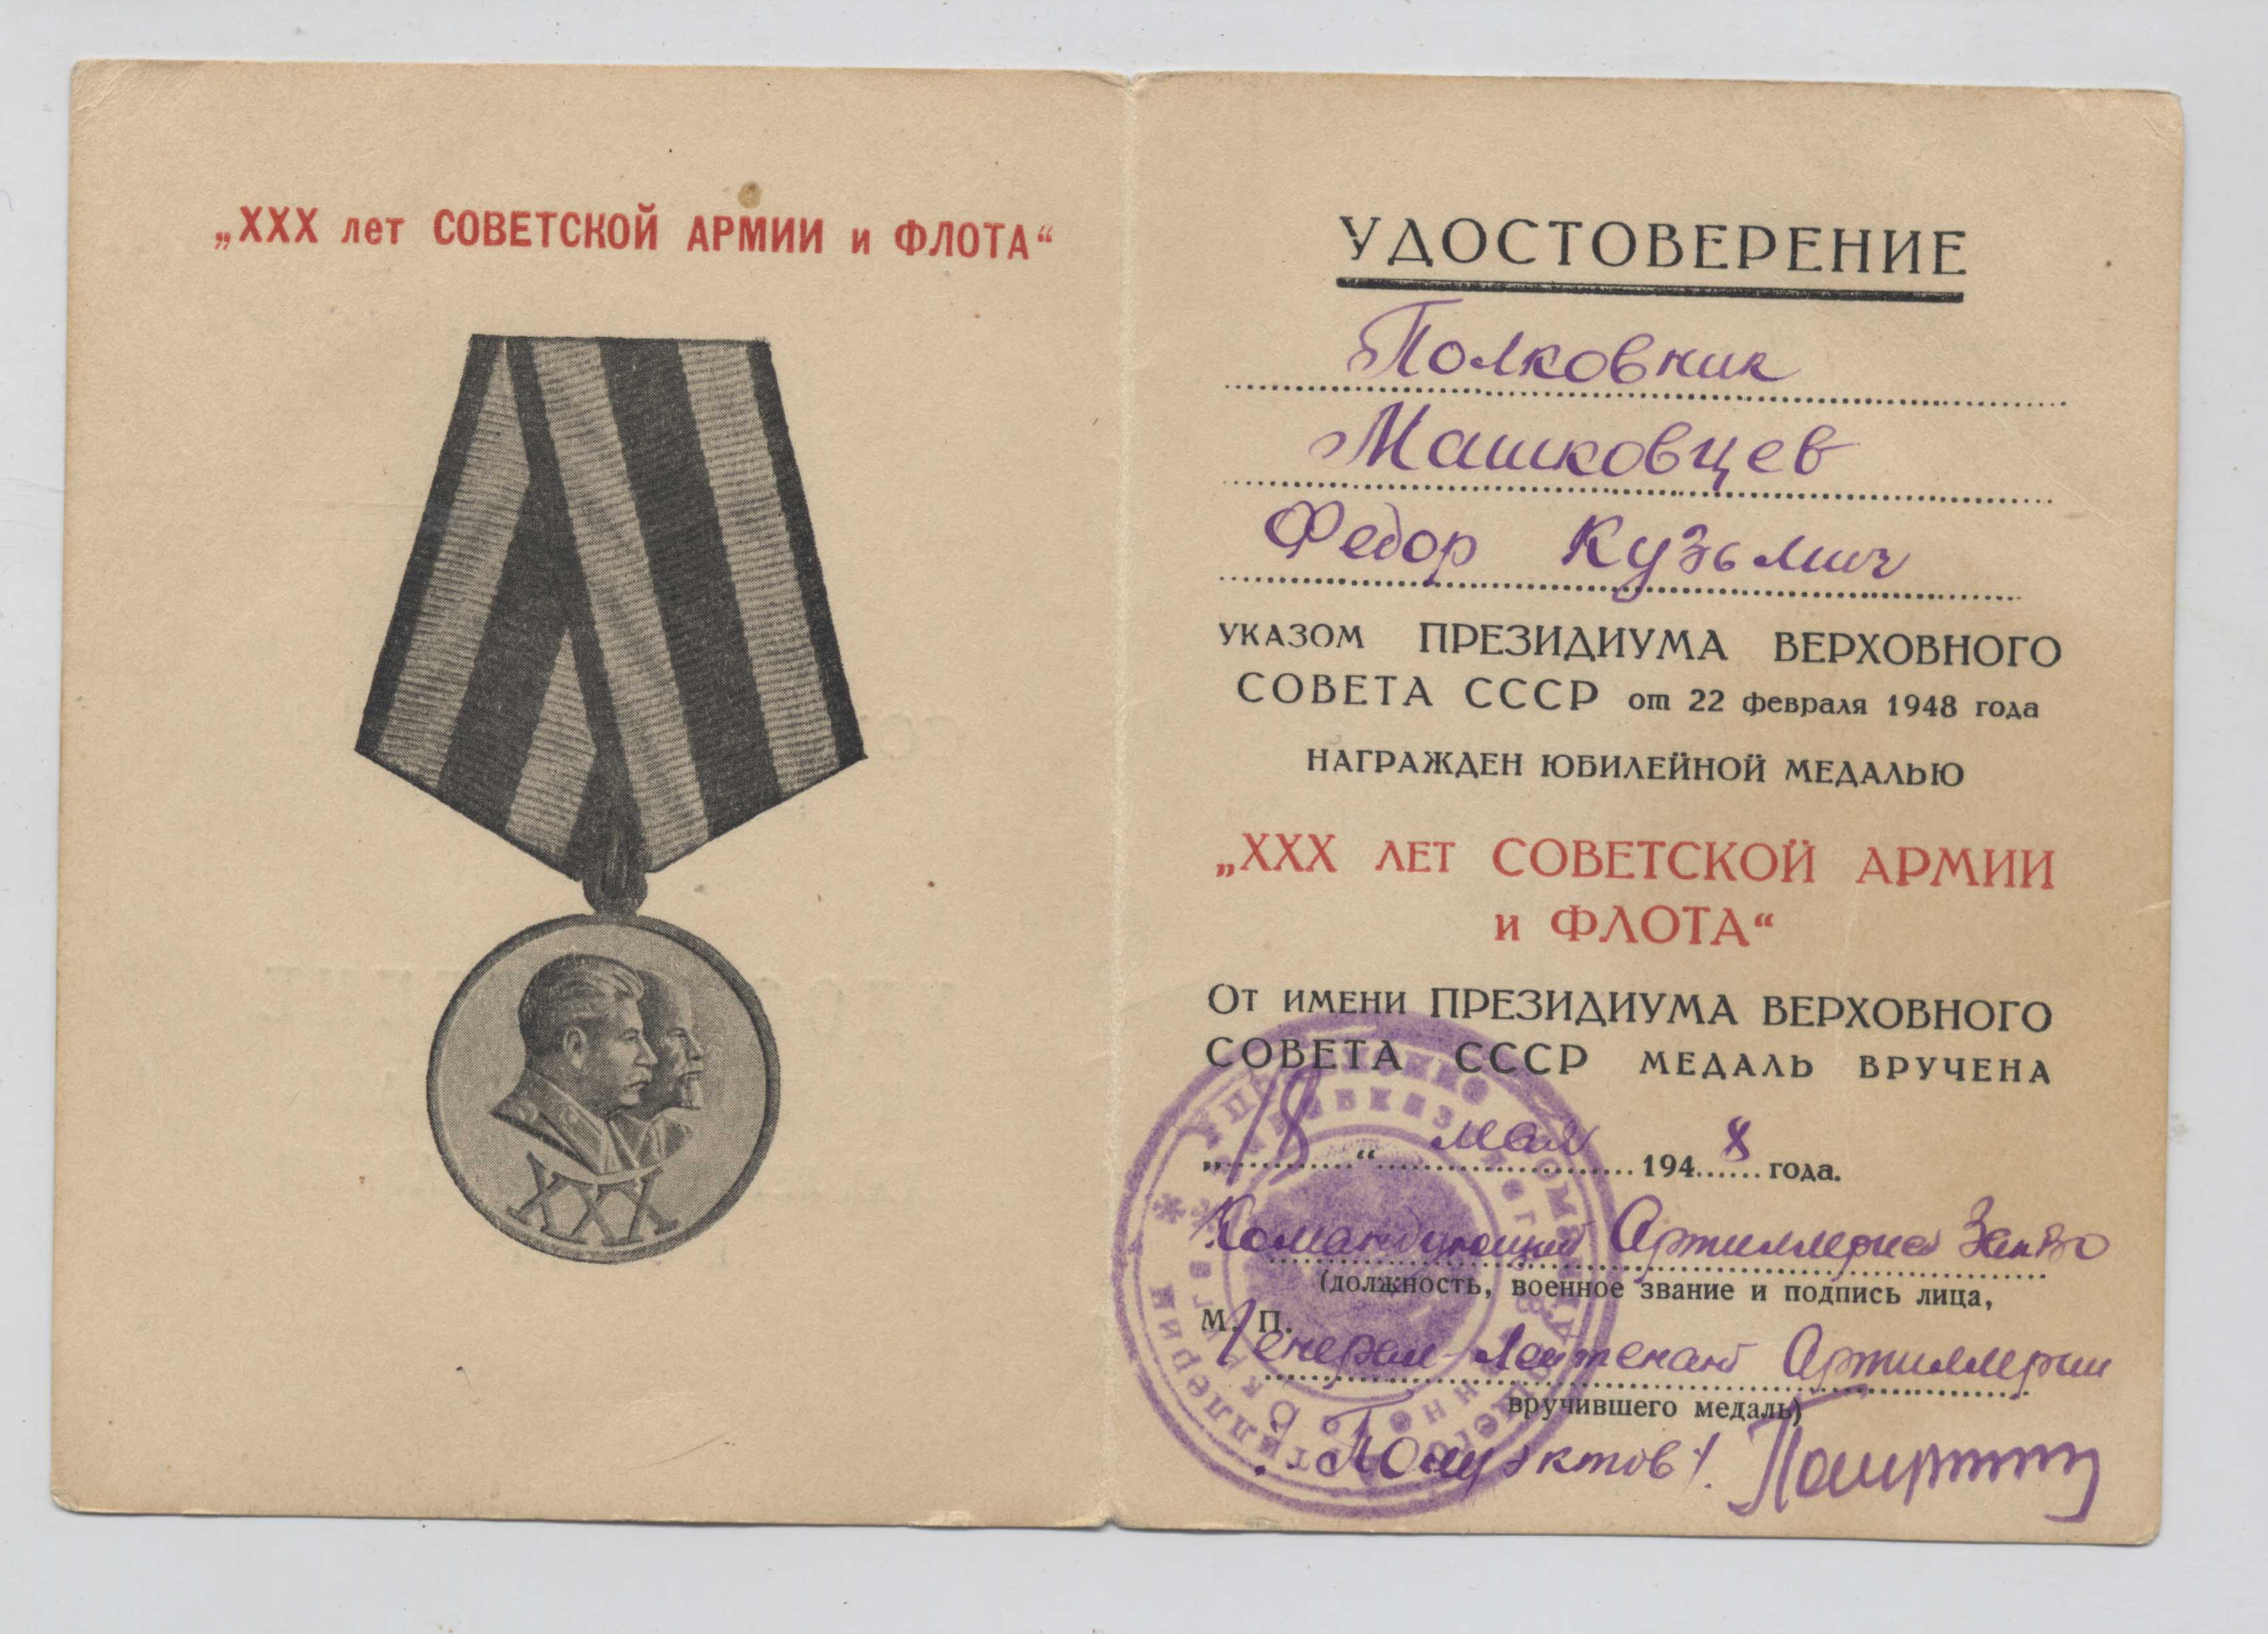 „XXX лет СОВЕТСКОЙ АРМИИ и ФЛОТА“
XXX
УДОСТОВЕРЕНИЕ
Полковник
Машковцев
Федор Кузьмич
УКАЗОМ ПРЕЗИДИУМА ВЕРХОВНОГО
СОВЕТА СССР от 22 февраля 1948 года
НАГРАЖДЕН ЮБИЛЕЙНОЙ МЕДАЛЬЮ
„XXX ЛЕТ СОВЕТСКОЙ АРМИИ
и ФЛОТА“
От ИМЕНИ ПРЕЗИДИУМА ВЕРХОВНОГО
СОВЕТА СССР МЕДАЛЬ ВРУЧЕНА
„18“ мая 1948 года.
Командующий Артиллерией ЗакВО
(должность, военное звание и подпись лица,
М. П.
Генерал-Лейтенант Артиллерии
вручившего медаль)